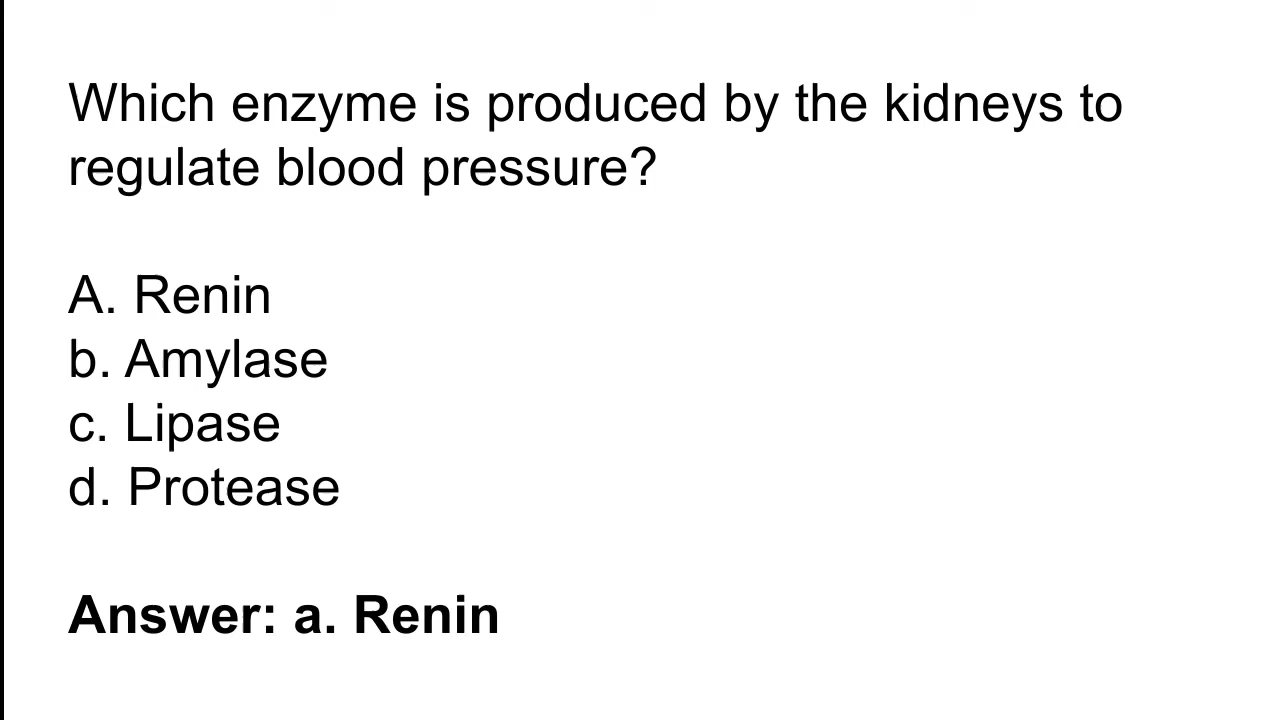 Which enzyme is produced by the kidneys to
regulate blood pressure?
A. Renin
b. Amylase
c. Lipase
d. Protease
Answer: a. Renin